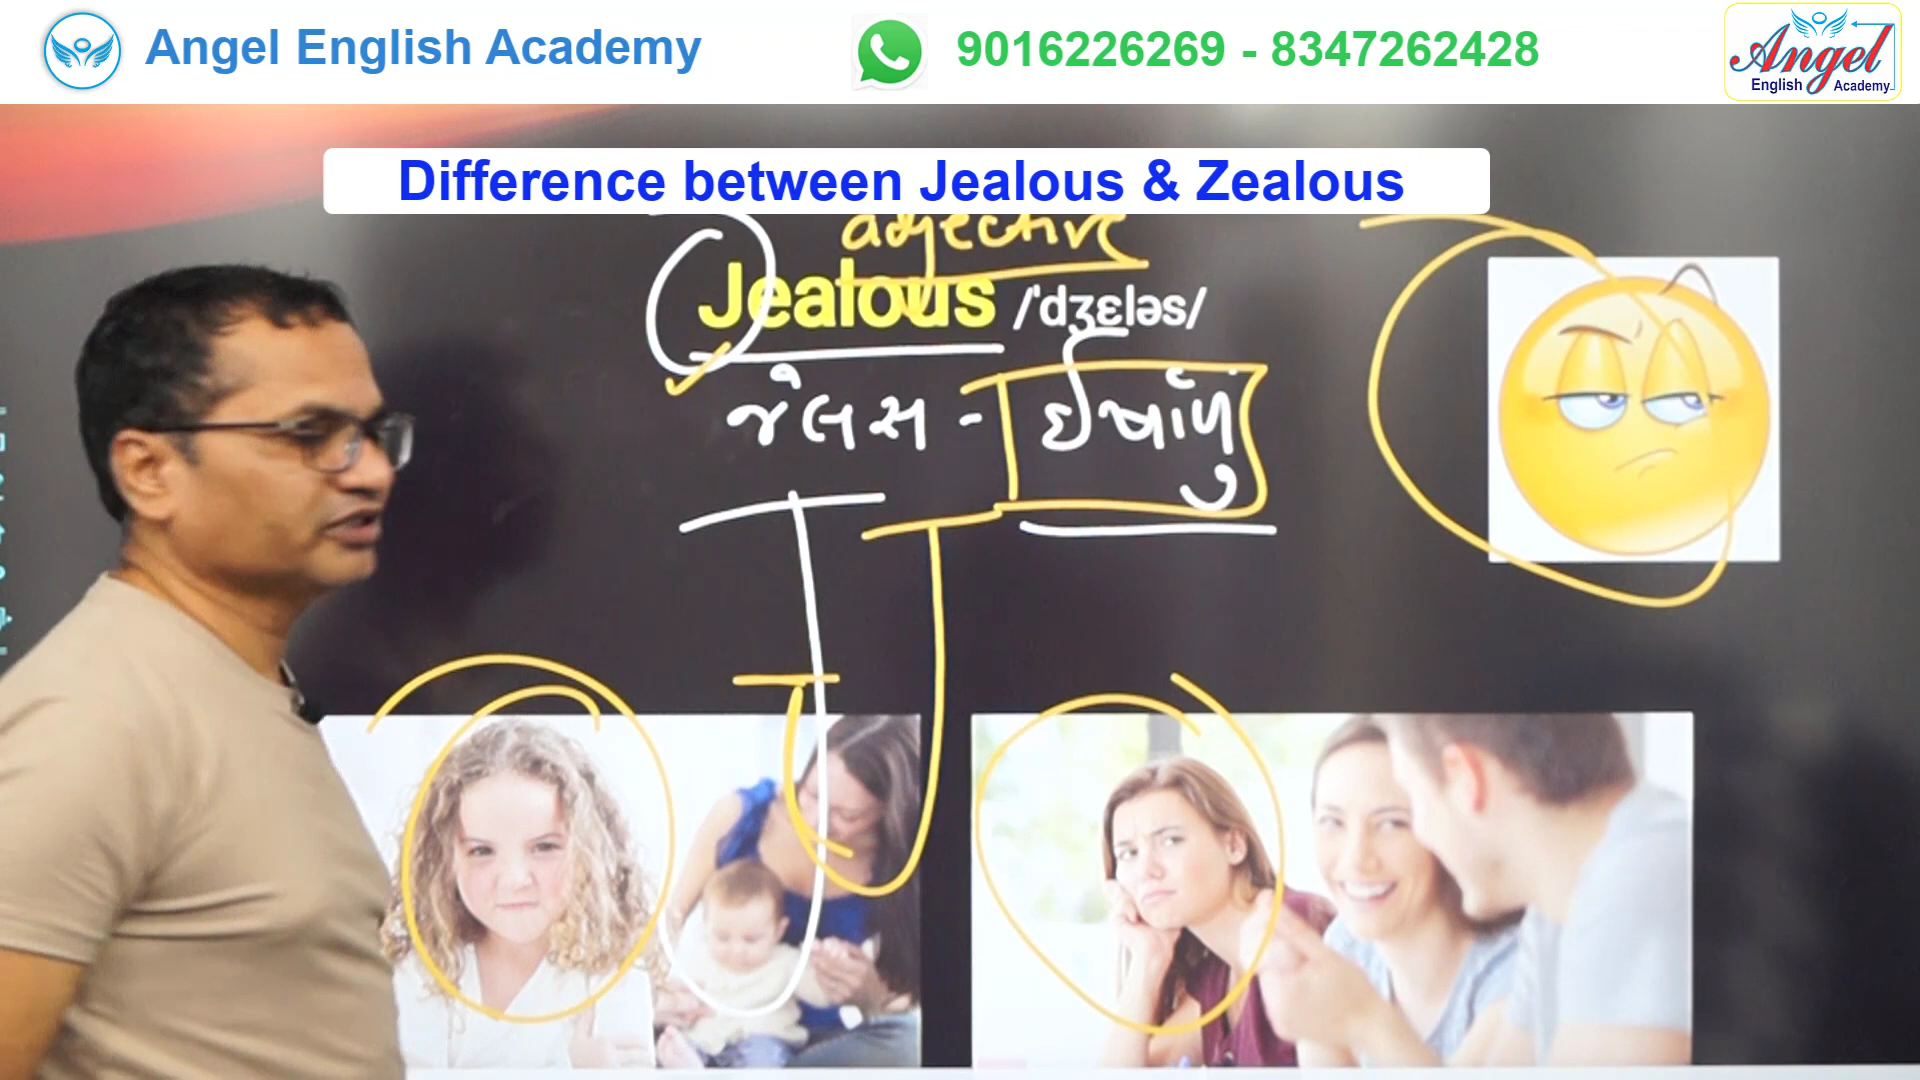 Angel English Academy
9016226269 - 8347262428
Angel
English Academy
Difference between Jealous & Zealous
adjective
Jealous /ˈdʒɛləs/
જેલસ - ઈર્ષાળુ
J